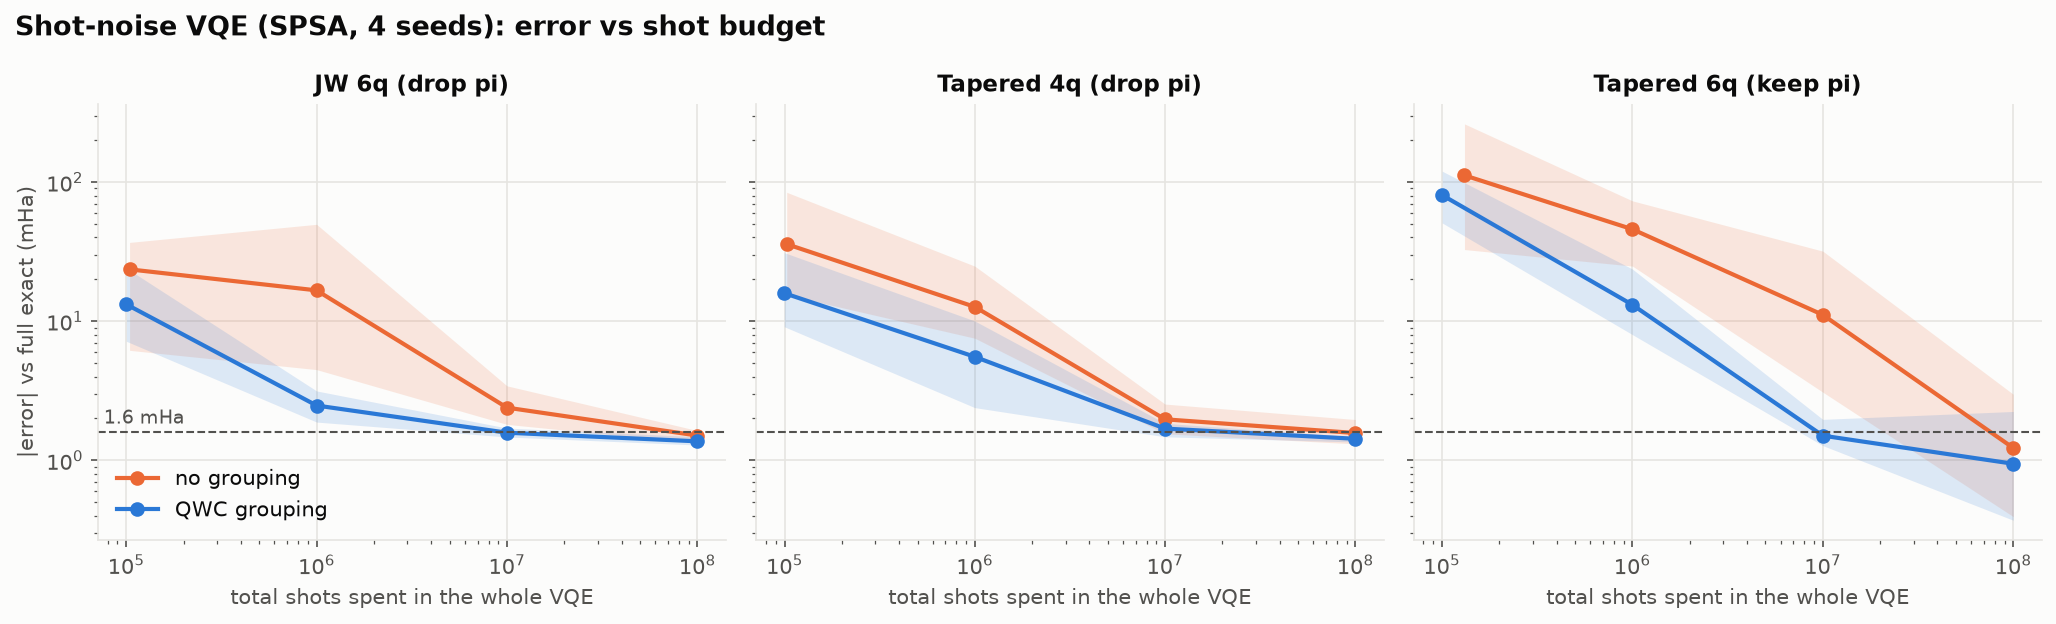 Shot-noise VQE (SPSA, 4 seeds): error vs shot budget
JW 6q (drop pi)
Tapered 4q (drop pi)
Tapered 6q (keep pi)
|error| vs full exact (mHa)
10²
10¹
10⁰
1.6 mHa
no grouping
QWC grouping
10⁵ 10⁶ 10⁷ 10⁸
10⁵ 10⁶ 10⁷ 10⁸
10⁵ 10⁶ 10⁷ 10⁸
total shots spent in the whole VQE
total shots spent in the whole VQE
total shots spent in the whole VQE